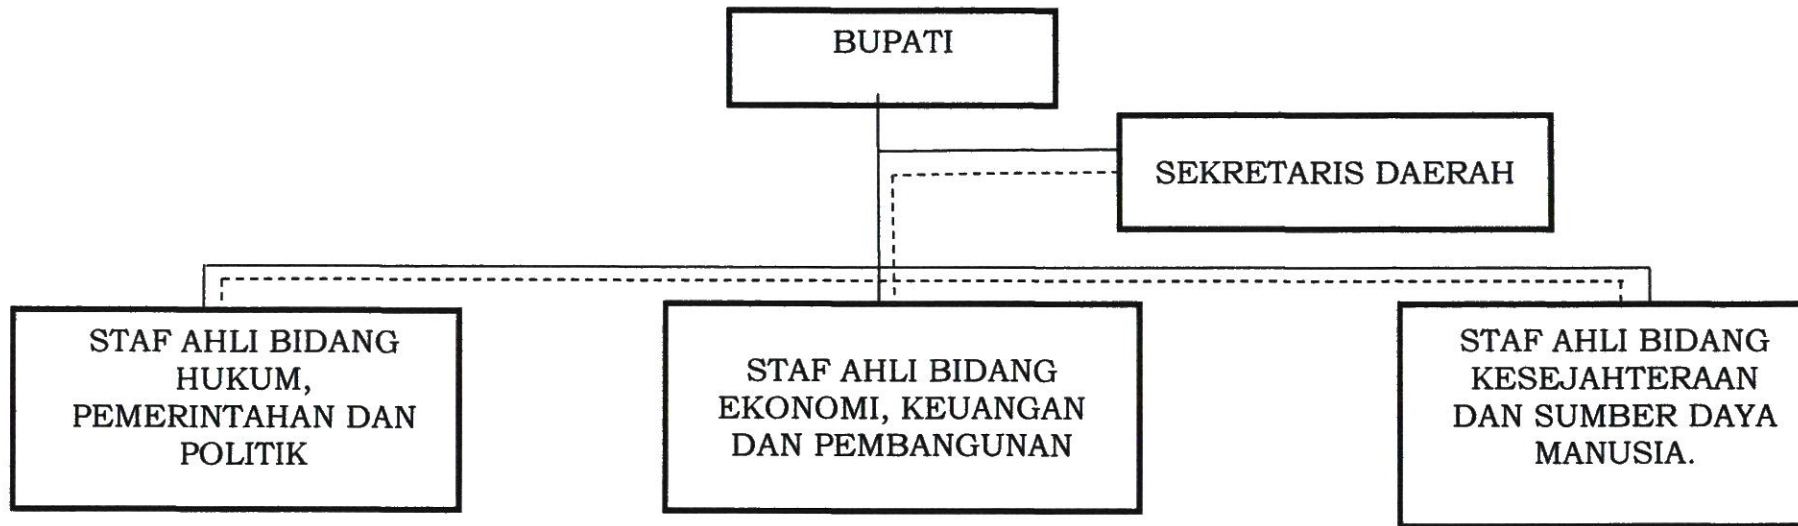 BUPATI
SEKRETARIS DAERAH
STAF AHLI BIDANG
HUKUM,
PEMERINTAHAN DAN
POLITIK
STAF AHLI BIDANG
EKONOMI, KEUANGAN
DAN PEMBANGUNAN
STAF AHLI BIDANG
KESEJAHTERAAN
DAN SUMBER DAYA
MANUSIA.